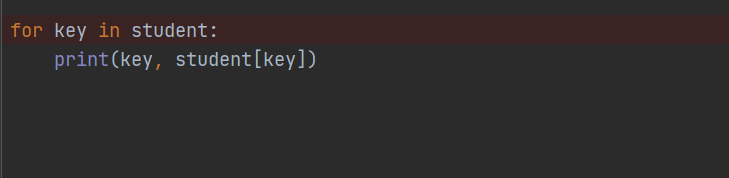 for key in student:
    print(key, student[key])